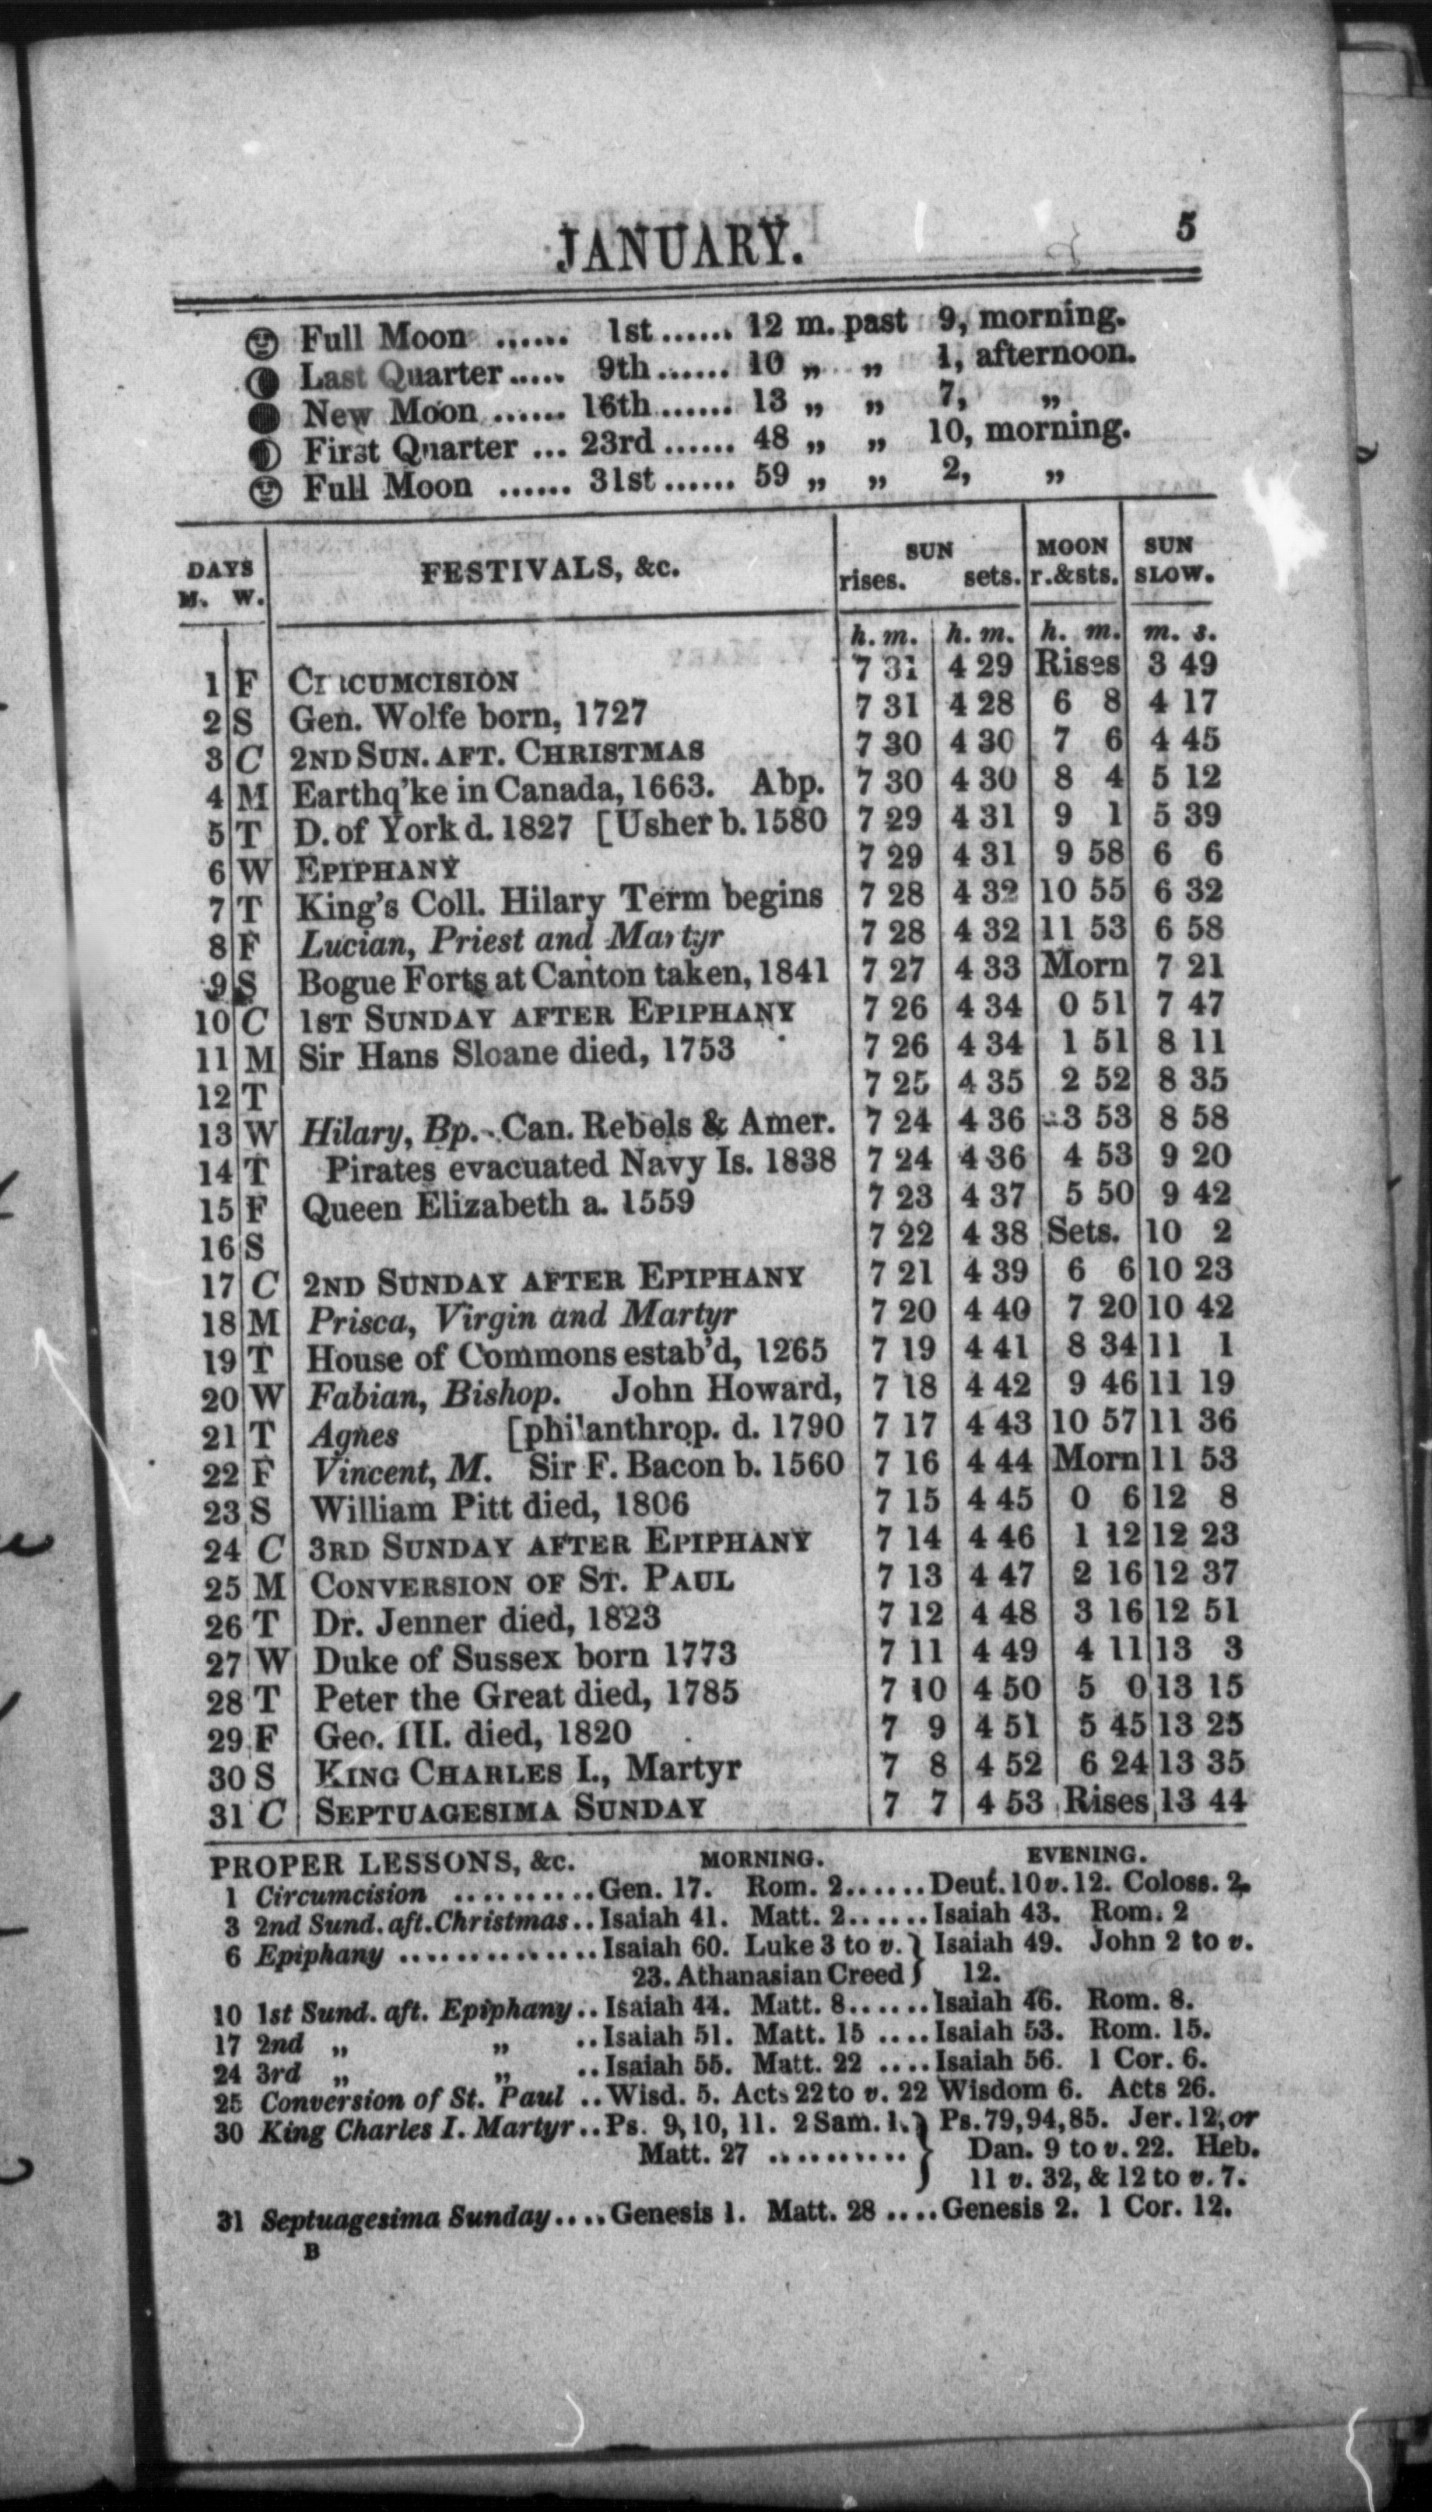 JANUARY. 5
Full Moon ...... 1st ...... 12 m. past 9, morning.
Last Quarter ..... 9th ...... 10 „ „ 1, afternoon.
New Moon ...... 16th ...... 13 „ „ 7, „
First Quarter ... 23rd ...... 48 „ „ 10, morning.
Full Moon ...... 31st ...... 59 „ „ 2, „
DAYS M. W. FESTIVALS, &c. SUN rises. sets. MOON r.&sts. SUN SLOW.
h. m. h. m. h. m. m. s.
1 F CIRCUMCISION 7 31 4 29 Rises 3 49
2 S Gen. Wolfe born, 1727 7 31 4 28 6 8 4 17
3 C 2ND SUN. AFT. CHRISTMAS 7 30 4 30 7 6 4 45
4 M Earthq'ke in Canada, 1663. Abp. 7 30 4 30 8 4 5 12
5 T D. of York d. 1827 [Usher b. 1580 7 29 4 31 9 1 5 39
6 W EPIPHANY 7 29 4 31 9 58 6 6
7 T King's Coll. Hilary Term begins 7 28 4 32 10 55 6 32
8 F Lucian, Priest and Martyr 7 28 4 32 11 53 6 58
9 S Bogue Forts at Canton taken, 1841 7 27 4 33 Morn 7 21
10 C 1ST SUNDAY AFTER EPIPHANY 7 26 4 34 0 51 7 47
11 M Sir Hans Sloane died, 1753 7 26 4 34 1 51 8 11
12 T 7 25 4 35 2 52 8 35
13 W Hilary, Bp. Can. Rebels & Amer. 7 24 4 36 3 53 8 58
14 T Pirates evacuated Navy Is. 1838 7 24 4 36 4 53 9 20
15 F Queen Elizabeth a. 1559 7 23 4 37 5 50 9 42
16 S 7 22 4 38 Sets. 10 2
17 C 2ND SUNDAY AFTER EPIPHANY 7 21 4 39 6 6 10 23
18 M Prisca, Virgin and Martyr 7 20 4 40 7 20 10 42
19 T House of Commons estab'd, 1265 7 19 4 41 8 34 11 1
20 W Fabian, Bishop. John Howard, 7 18 4 42 9 46 11 19
21 T Agnes [philanthrop. d. 1790 7 17 4 43 10 57 11 36
22 F Vincent, M. Sir F. Bacon b. 1560 7 16 4 44 Morn 11 53
23 S William Pitt died, 1806 7 15 4 45 0 6 12 8
24 C 3RD SUNDAY AFTER EPIPHANY 7 14 4 46 1 12 12 23
25 M CONVERSION OF ST. PAUL 7 13 4 47 2 16 12 37
26 T Dr. Jenner died, 1823 7 12 4 48 3 16 12 51
27 W Duke of Sussex born 1773 7 11 4 49 4 11 13 3
28 T Peter the Great died, 1785 7 10 4 50 5 0 13 15
29 F Geo. III. died, 1820 7 9 4 51 5 45 13 25
30 S KING CHARLES I., Martyr 7 8 4 52 6 24 13 35
31 C SEPTUAGESIMA SUNDAY 7 7 4 53 Rises 13 44
PROPER LESSONS, &c. MORNING. EVENING.
1 Circumcision .......... Gen. 17. Rom. 2 ...... Deut. 10 v. 12. Coloss. 2.
3 2nd Sund. aft. Christmas .. Isaiah 41. Matt. 2 ...... Isaiah 43. Rom. 2
6 Epiphany .............. Isaiah 60. Luke 3 to v. } Isaiah 49. John 2 to v.
23. Athanasian Creed } 12.
10 1st Sund. aft. Epiphany .. Isaiah 44. Matt. 8 ...... Isaiah 46. Rom. 8.
17 2nd „ „ .. Isaiah 51. Matt. 15 .... Isaiah 53. Rom. 15.
24 3rd „ „ .. Isaiah 55. Matt. 22 .... Isaiah 56. 1 Cor. 6.
25 Conversion of St. Paul .. Wisd. 5. Acts 22 to v. 22 Wisdom 6. Acts 26.
30 King Charles I. Martyr .. Ps. 9, 10, 11. 2 Sam. 1. } Ps. 79, 94, 85. Jer. 12, or
Matt. 27 .......... } Dan. 9 to v. 22. Heb.
11 v. 32, & 12 to v. 7.
31 Septuagesima Sunday .... Genesis 1. Matt. 28 .... Genesis 2. 1 Cor. 12.
B